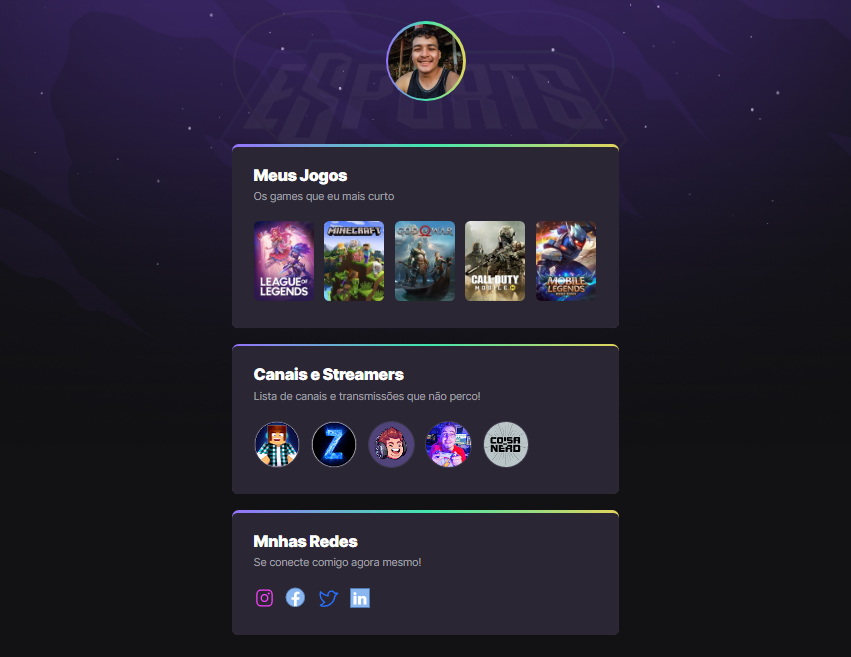 ESPORTS
Meus Jogos
Os games que eu mais curto
LEAGUE OF
LEGENDS
MINECRAFT
GOD WAR
CALL OF DUTY
MOBILE
MOBILE
LEGENDS
Canais e Streamers
Lista de canais e transmissões que não perco!
Z
COISA
NERD
Mnhas Redes
Se conecte comigo agora mesmo!
in